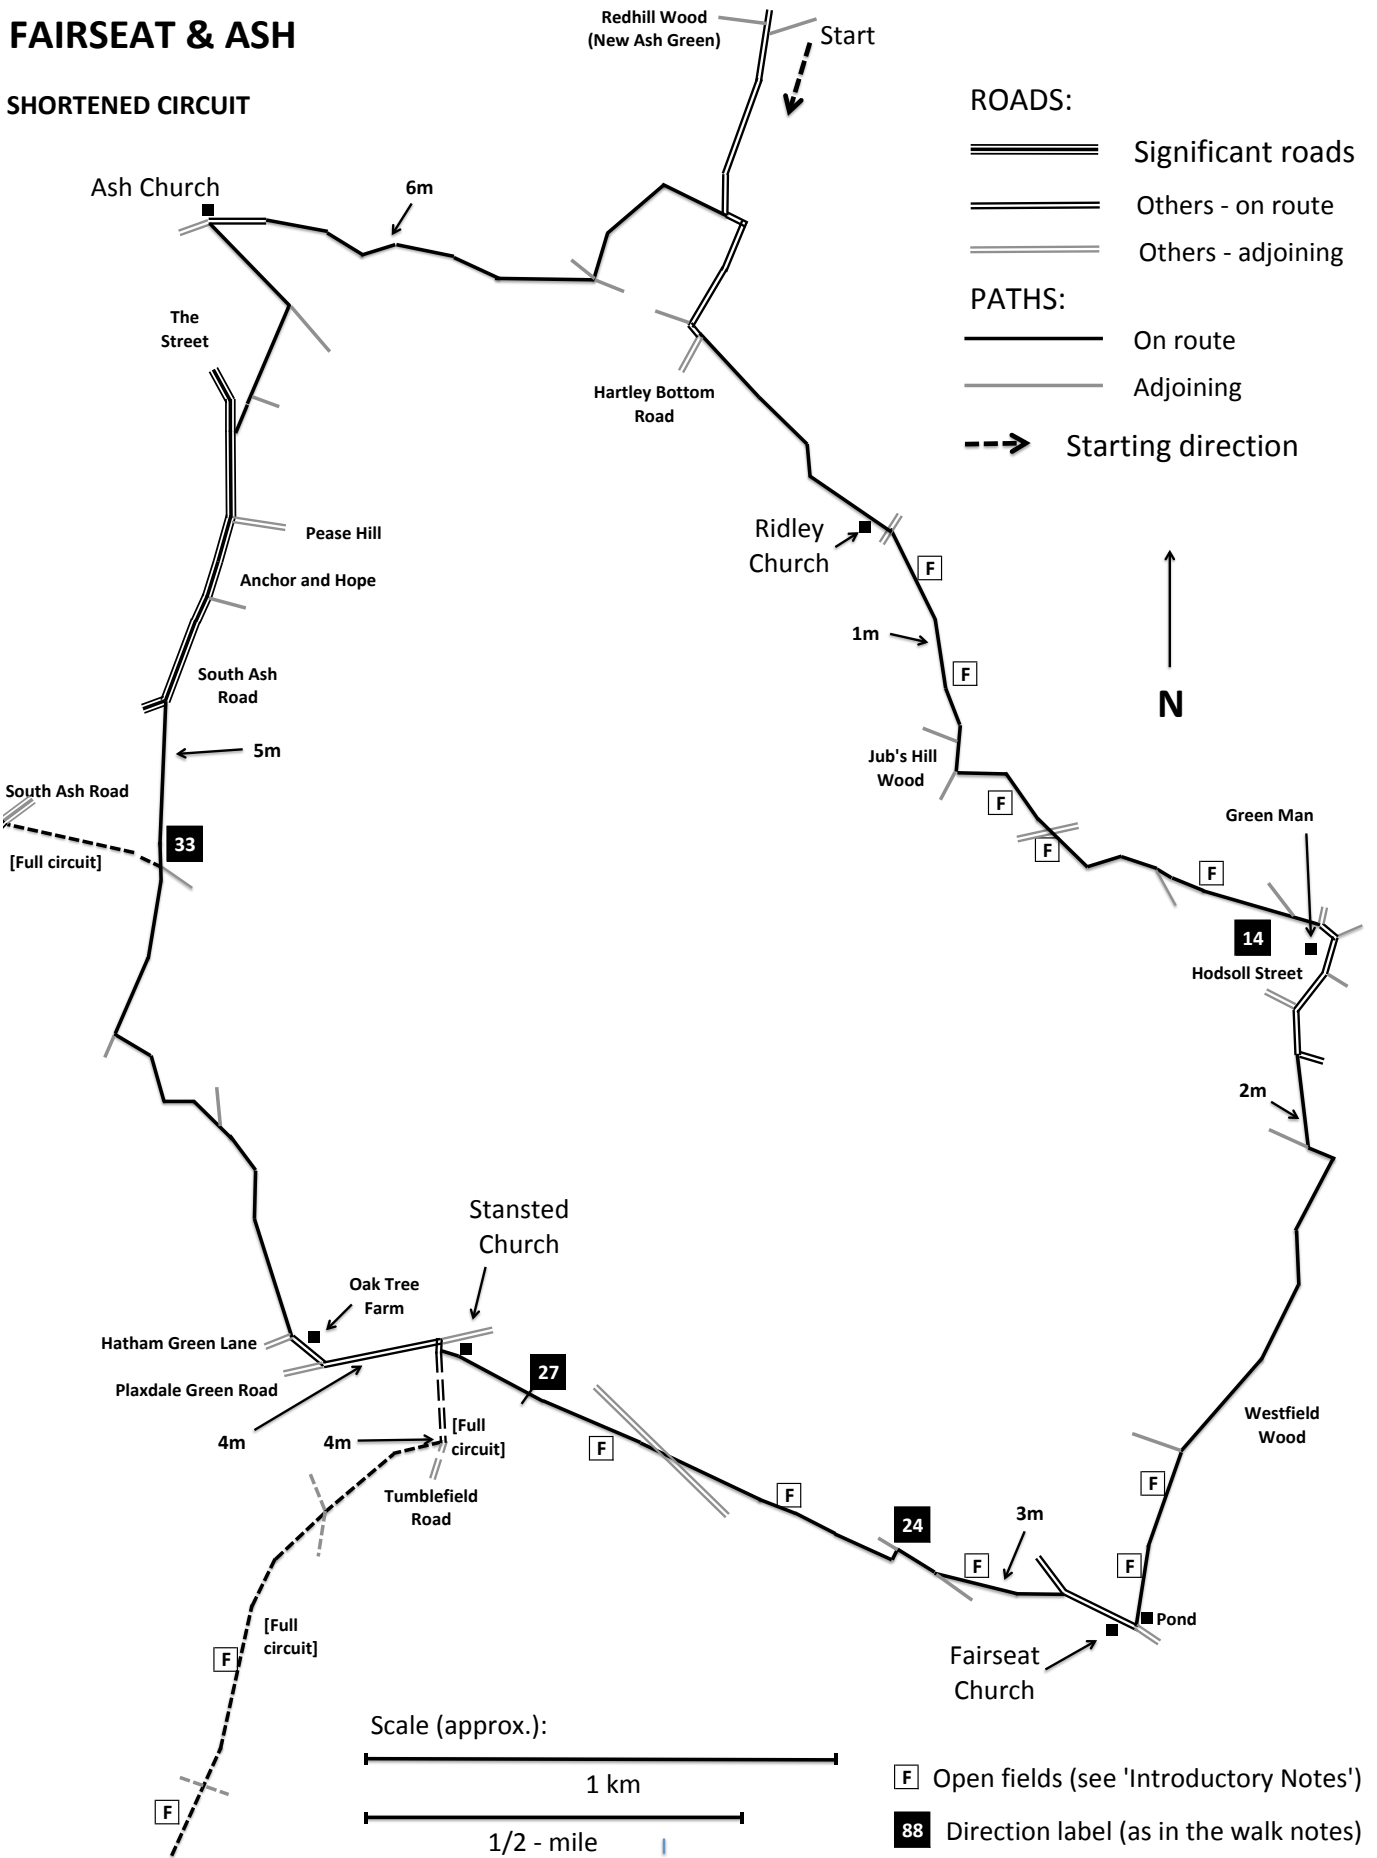 FAIRSEAT & ASH
SHORTENED CIRCUIT
Redhill Wood
(New Ash Green)
Start
ROADS:
Significant roads
Others - on route
Others - adjoining
PATHS:
On route
Adjoining
Starting direction
N
Ash Church
6m
The
Street
Hartley Bottom
Road
Pease Hill
Anchor and Hope
South Ash
Road
5m
South Ash Road
[Full circuit]
33
Ridley
Church
F
1m
F
Jub's Hill
Wood
F
F
F
Green Man
14
Hodsoll Street
2m
Westfield
Wood
F
F
Pond
Fairseat
Church
3m
F
24
F
F
27
Stansted
Church
Oak Tree
Farm
Hatham Green Lane
Plaxdale Green Road
4m
4m
[Full
circuit]
Tumblefield
Road
[Full
circuit]
F
F
Scale (approx.):
1 km
1/2 - mile
F Open fields (see 'Introductory Notes')
88 Direction label (as in the walk notes)